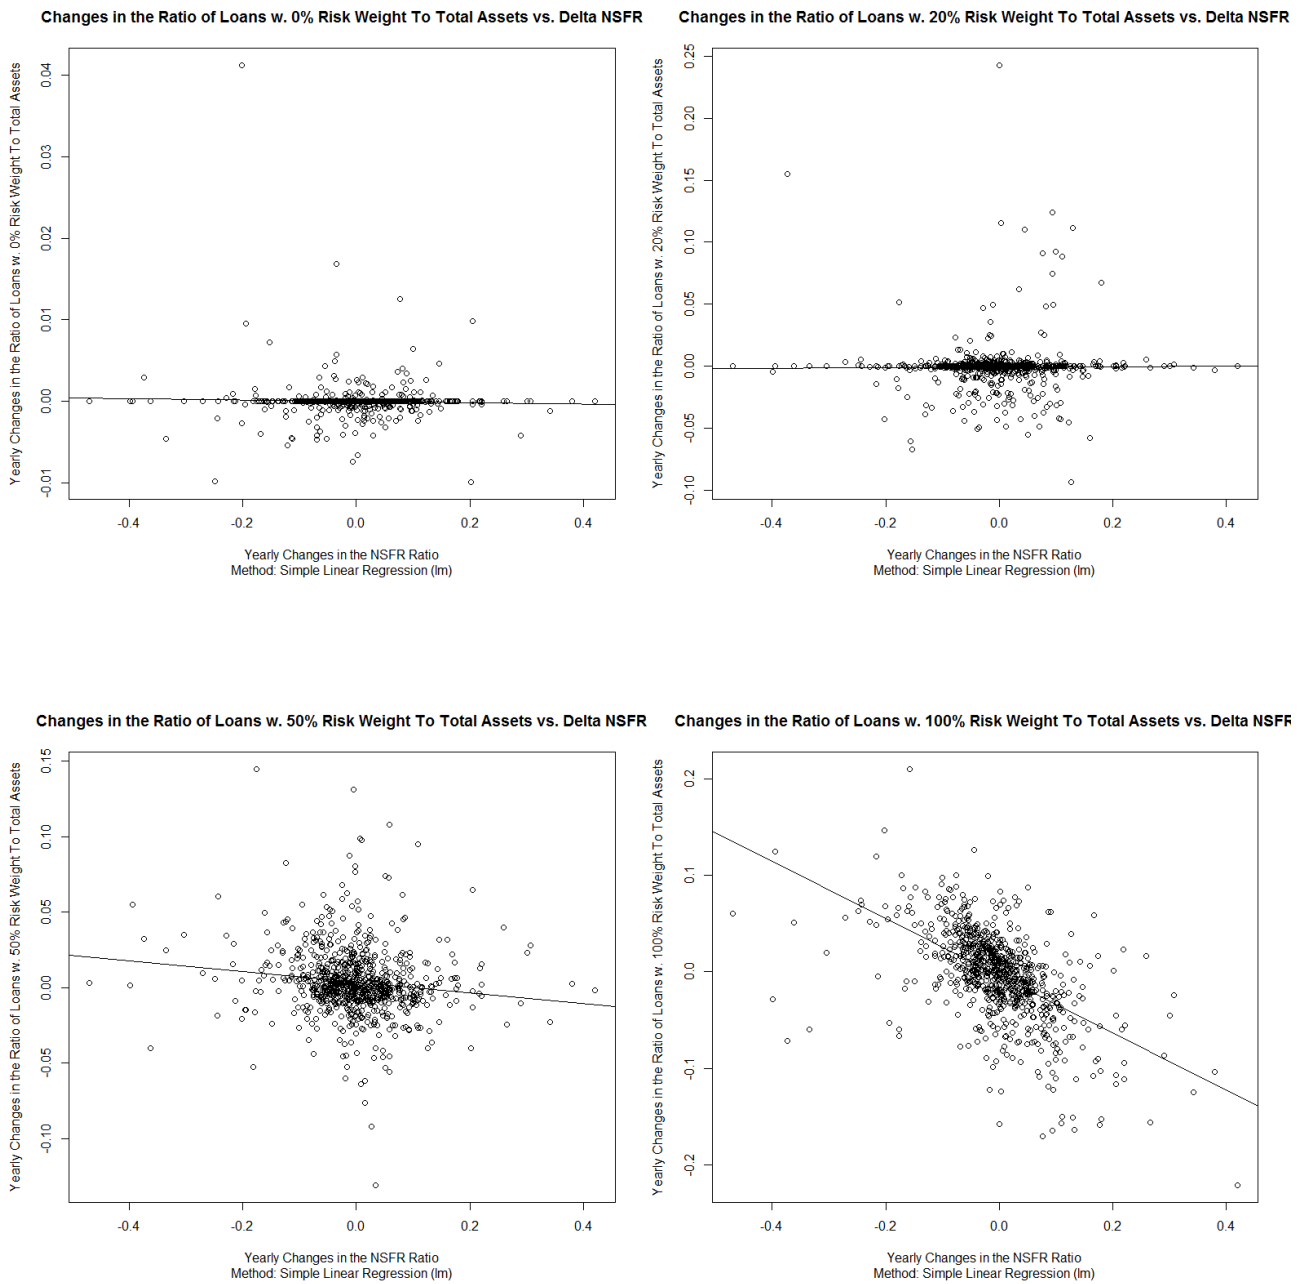 Changes in the Ratio of Loans w. 0% Risk Weight To Total Assets vs. Delta NSFR
Yearly Changes in the Ratio of Loans w. 0% Risk Weight To Total Assets
0.04
0.03
0.02
0.01
0.00
-0.01
-0.4 -0.2 0.0 0.2 0.4
Yearly Changes in the NSFR Ratio
Method: Simple Linear Regression (lm)
Changes in the Ratio of Loans w. 20% Risk Weight To Total Assets vs. Delta NSFR
Yearly Changes in the Ratio of Loans w. 20% Risk Weight To Total Assets
0.25
0.20
0.15
0.10
0.05
0.00
-0.05
-0.10
-0.4 -0.2 0.0 0.2 0.4
Yearly Changes in the NSFR Ratio
Method: Simple Linear Regression (lm)
Changes in the Ratio of Loans w. 50% Risk Weight To Total Assets vs. Delta NSFR
Yearly Changes in the Ratio of Loans w. 50% Risk Weight To Total Assets
0.15
0.10
0.05
0.00
-0.05
-0.10
-0.4 -0.2 0.0 0.2 0.4
Yearly Changes in the NSFR Ratio
Method: Simple Linear Regression (lm)
Changes in the Ratio of Loans w. 100% Risk Weight To Total Assets vs. Delta NSFR
Yearly Changes in the Ratio of Loans w. 100% Risk Weight To Total Assets
0.2
0.1
0.0
-0.1
-0.2
-0.4 -0.2 0.0 0.2 0.4
Yearly Changes in the NSFR Ratio
Method: Simple Linear Regression (lm)